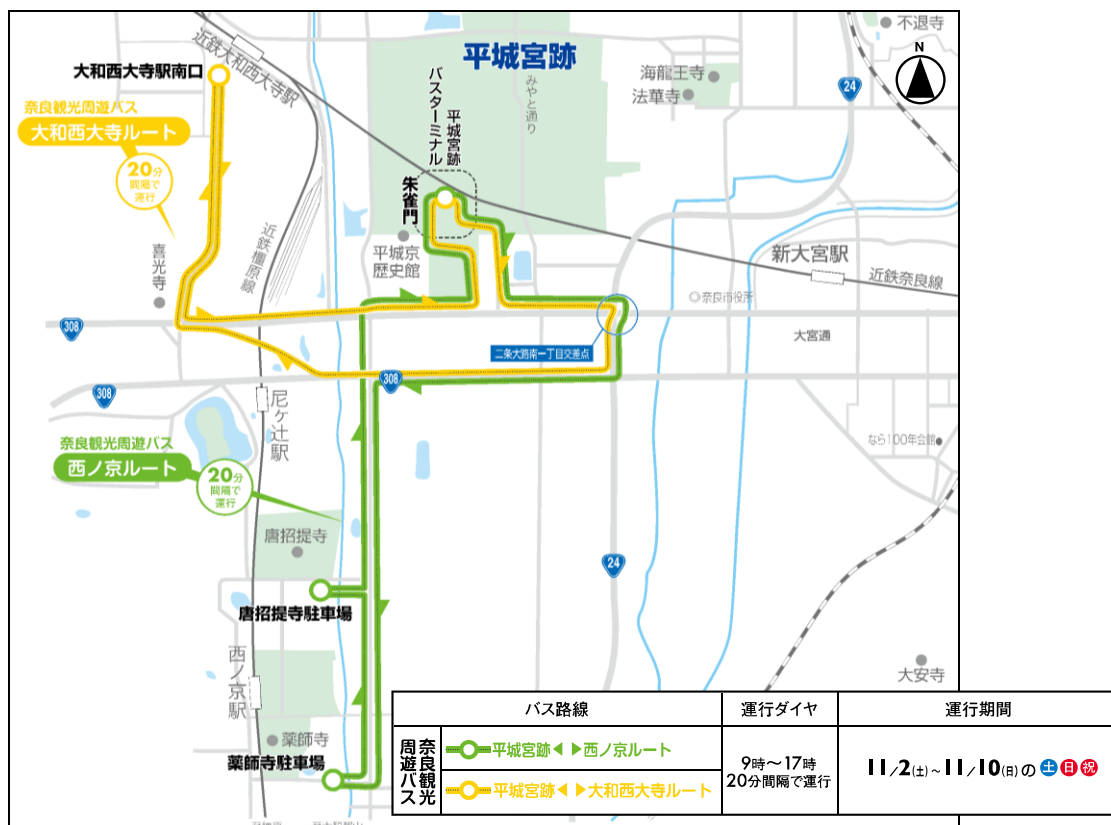 平城宮跡
不退寺
N
24
海龍王寺
法華寺
みやと通り
近鉄大和西大寺駅
大和西大寺駅南口
奈良観光周遊バス
大和西大寺ルート
20分
間隔で
運行
平城宮跡
バスターミナル
朱雀門
平城京
歴史館
喜光寺
近鉄橿原線
新大宮駅
近鉄奈良線
奈良市役所
大宮通
308
二条大路南一丁目交差点
308
308
尼ヶ辻駅
なら100年会館
奈良観光周遊バス
西ノ京ルート
20分
間隔で
運行
唐招提寺
唐招提寺駐車場
24
西ノ京駅
大安寺
薬師寺
薬師寺駐車場
バス路線
運行ダイヤ
運行期間
奈良観光
周遊バス
平城宮跡◀ ▶西ノ京ルート
平城宮跡◀ ▶大和西大寺ルート
9時～17時
20分間隔で運行
11/2(土)～11/10(日)の土日祝